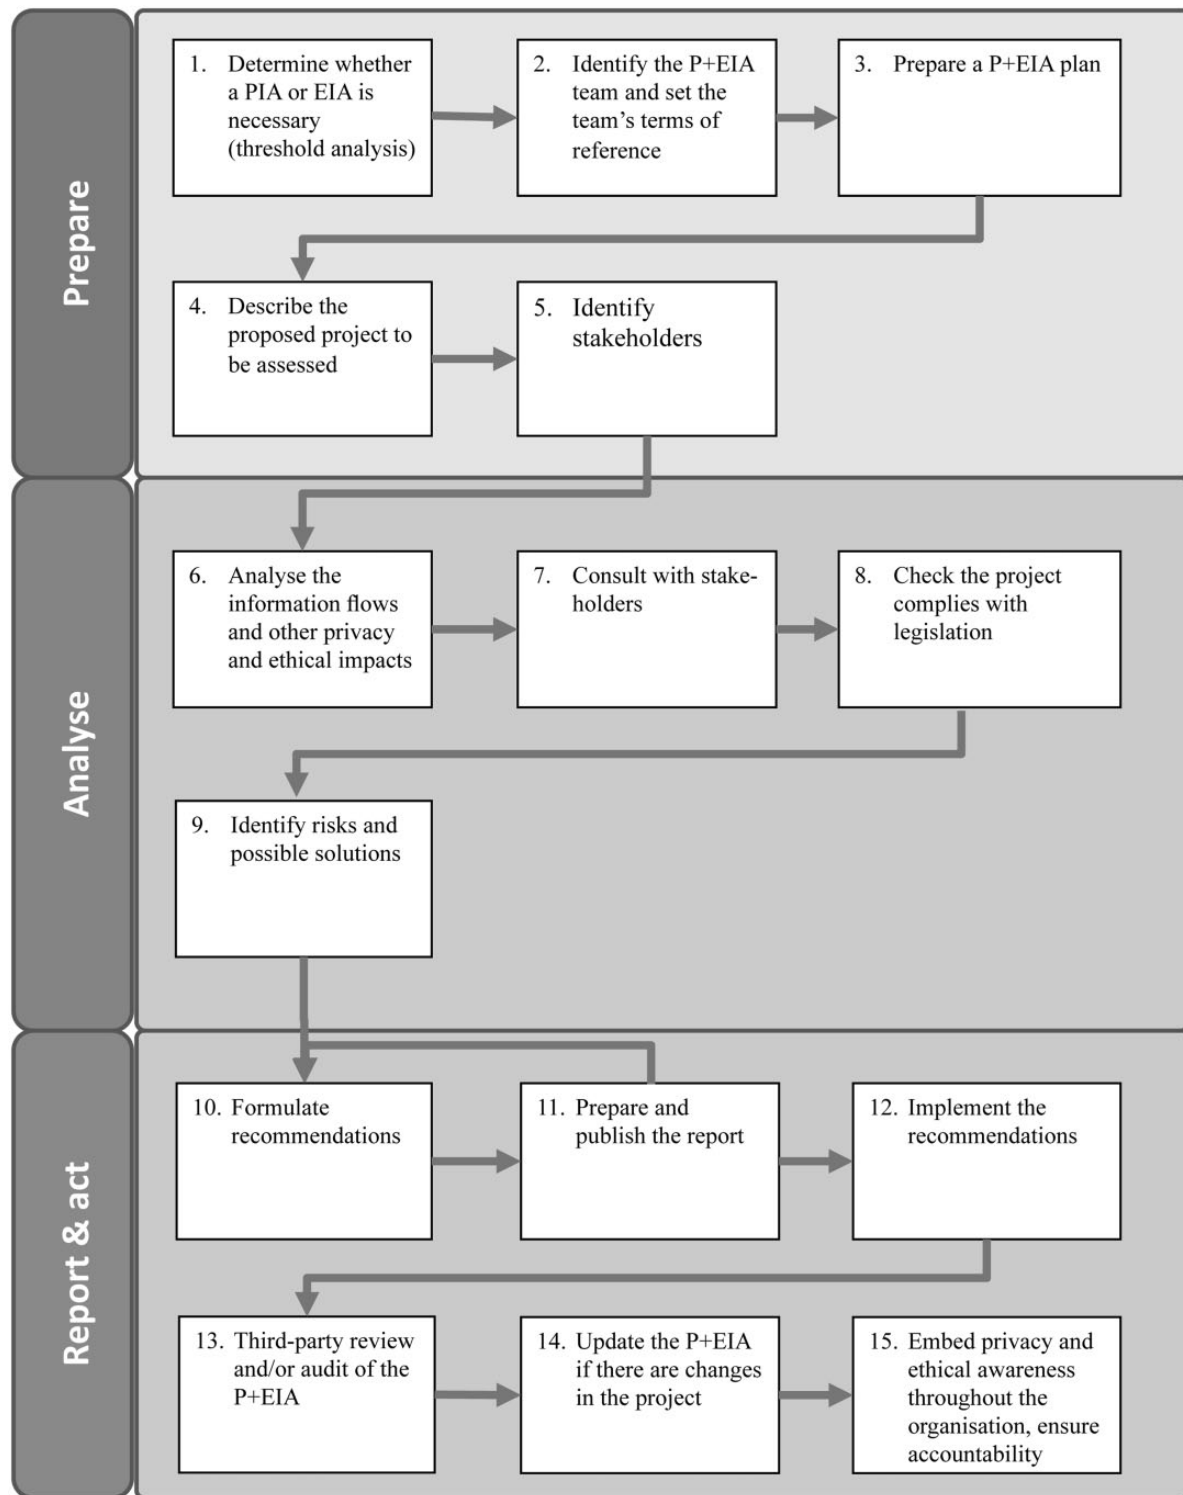 Prepare
1. Determine whether
a PIA or EIA is
necessary
(threshold analysis)
2. Identify the P+EIA
team and set the
team’s terms of
reference
3. Prepare a P+EIA plan
4. Describe the
proposed project to
be assessed
5. Identify
stakeholders
Analyse
6. Analyse the
information flows
and other privacy
and ethical impacts
7. Consult with stake-
holders
8. Check the project
complies with
legislation
9. Identify risks and
possible solutions
Report & act
10. Formulate
recommendations
11. Prepare and
publish the report
12. Implement the
recommendations
13. Third-party review
and/or audit of the
P+EIA
14. Update the P+EIA
if there are changes
in the project
15. Embed privacy and
ethical awareness
throughout the
organisation, ensure
accountability